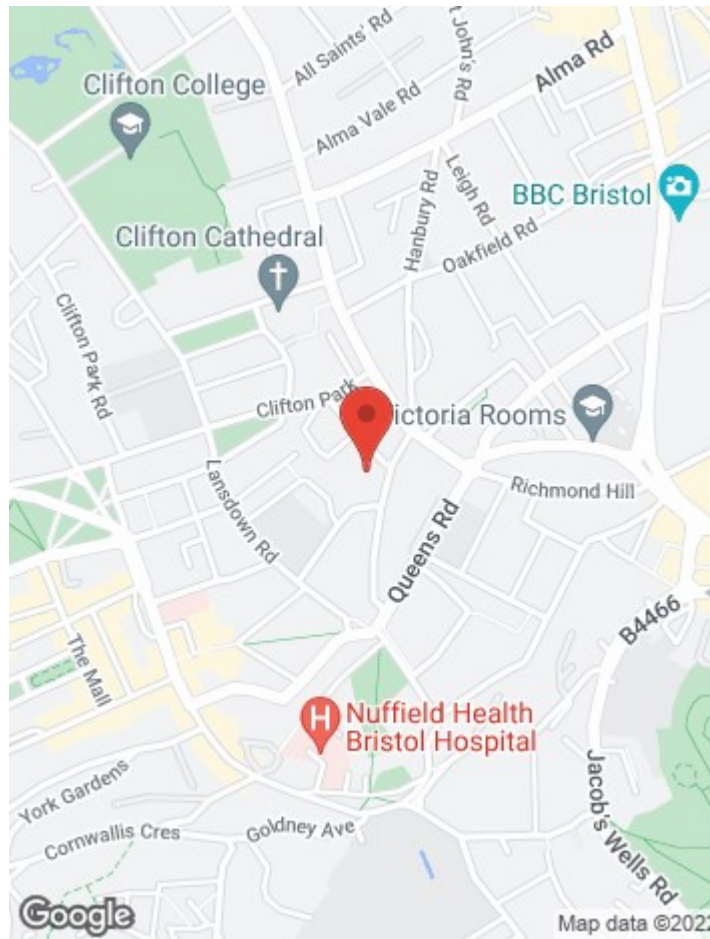 t John's Rd
All Saints' Rd
Alma Rd
Clifton College
Alma Vale Rd
Leigh Rd
BBC Bristol
Hanbury Rd
Clifton Cathedral
Oakfield Rd
Clifton Park Rd
Clifton Park
ictoria Rooms
Lansdown Rd
Richmond Hill
Queens Rd
B4466
The Mall
Nuffield Health
Bristol Hospital
York Gardens
Jacob's Wells Rd
Cornwallis Cres
Goldney Ave
Google
Map data ©2022